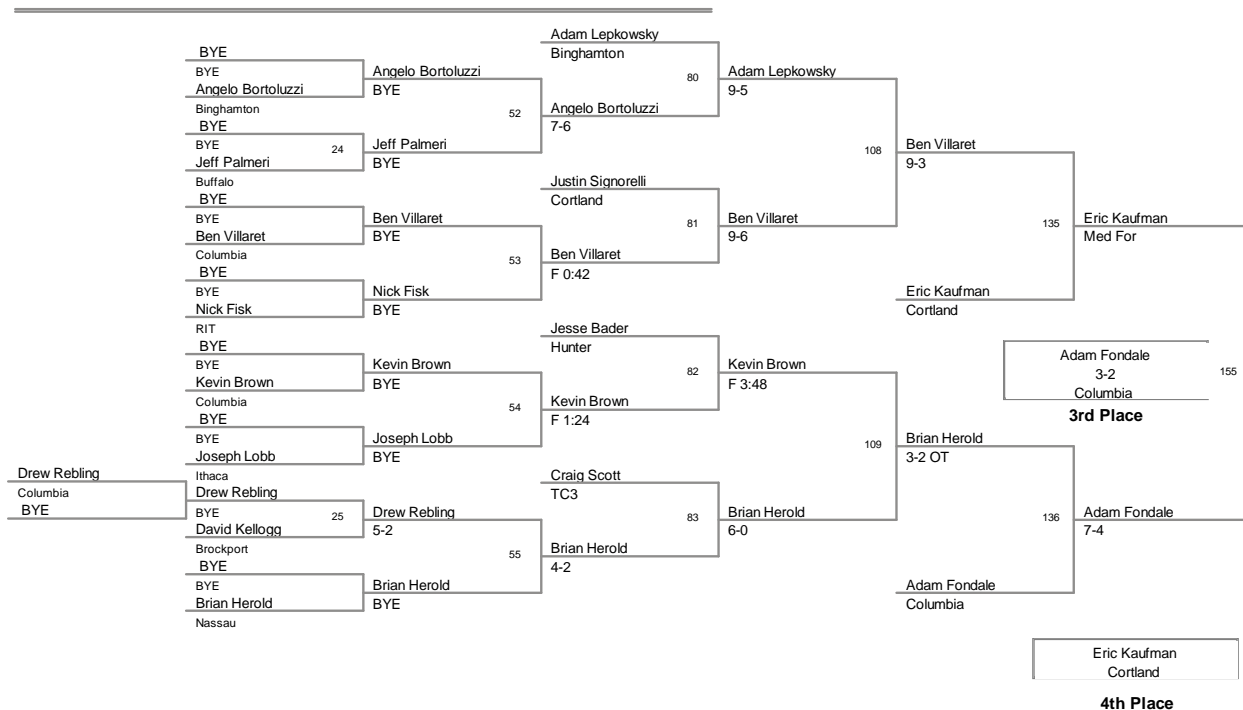 Drew Rebling
Columbia
BYE
BYE
BYE
Angelo Bortoluzzi
Binghamton
BYE
BYE
24
Jeff Palmeri
Buffalo
BYE
BYE
Ben Villaret
Columbia
BYE
BYE
Nick Fisk
RIT
BYE
BYE
Kevin Brown
Columbia
BYE
BYE
Joseph Lobb
Ithaca
Drew Rebling
BYE
25
David Kellogg
Brockport
BYE
BYE
Brian Herold
Nassau
Angelo Bortoluzzi
BYE
52
Jeff Palmeri
BYE
Ben Villaret
BYE
53
Nick Fisk
BYE
Kevin Brown
BYE
54
Joseph Lobb
BYE
Drew Rebling
5-2
55
Brian Herold
BYE
Adam Lepkowsky
Binghamton
80
Angelo Bortoluzzi
7-6
Justin Signorelli
Cortland
81
Ben Villaret
F 0:42
Jesse Bader
Hunter
82
Kevin Brown
F 1:24
Craig Scott
TC3
83
Brian Herold
4-2
Adam Lepkowsky
9-5
108
Ben Villaret
9-6
Kevin Brown
F 3:48
109
Brian Herold
6-0
Ben Villaret
9-3
135
Eric Kaufman
Cortland
Brian Herold
3-2 OT
136
Adam Fondale
Columbia
Eric Kaufman
Med For
Adam Fondale
3-2
155
Columbia
3rd Place
Adam Fondale
7-4
Eric Kaufman
Cortland
4th Place